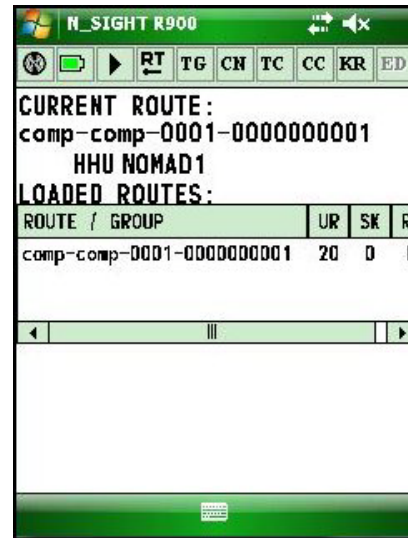 N_SIGHT R900
RT TG CN TC CC KR ED
CURRENT ROUTE:
comp-comp-0001-0000000001
HHU NOMAD1
LOADED ROUTES:
ROUTE / GROUP UR SK R
comp-comp-0001-0000000001 20 0